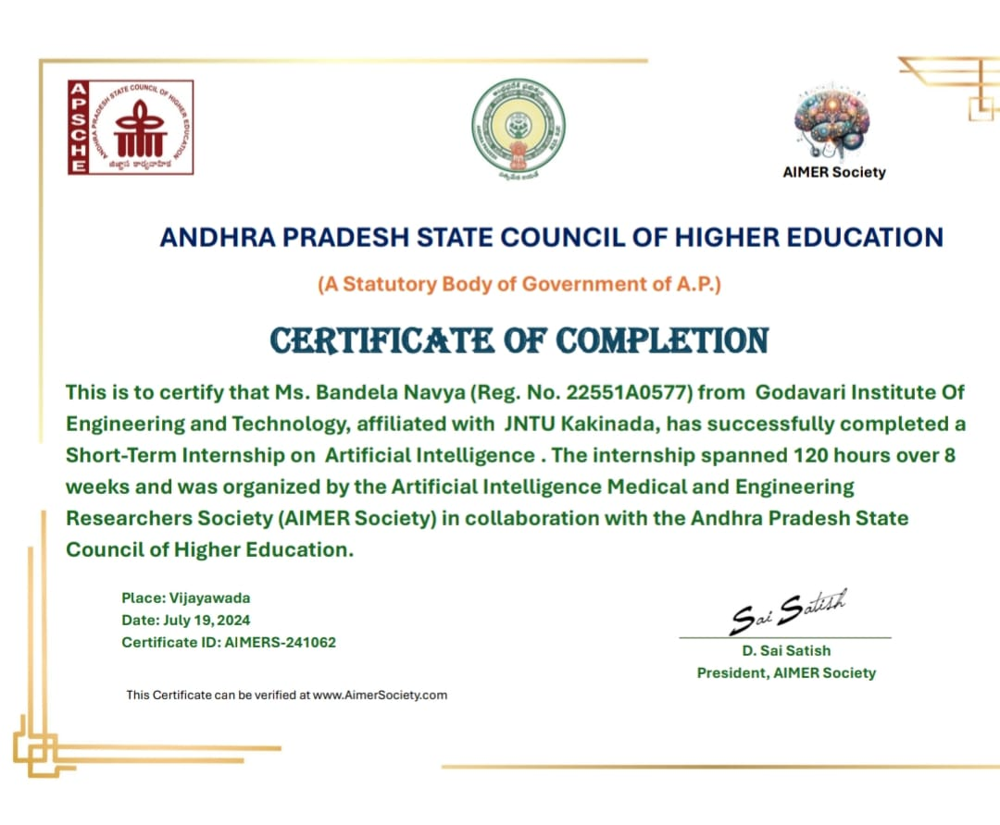 APSCHE
ANDHRA PRADESH STATE COUNCIL OF HIGHER EDUCATION
AIMER Society
ANDHRA PRADESH STATE COUNCIL OF HIGHER EDUCATION
(A Statutory Body of Government of A.P.)
CERTIFICATE OF COMPLETION
This is to certify that Ms. Bandela Navya (Reg. No. 22551A0577) from Godavari Institute Of
Engineering and Technology, affiliated with JNTU Kakinada, has successfully completed a
Short-Term Internship on Artificial Intelligence . The internship spanned 120 hours over 8
weeks and was organized by the Artificial Intelligence Medical and Engineering
Researchers Society (AIMER Society) in collaboration with the Andhra Pradesh State
Council of Higher Education.
Place: Vijayawada
Date: July 19, 2024
Certificate ID: AIMERS-241062
Sai Satish
D. Sai Satish
President, AIMER Society
This Certificate can be verified at www.AimerSociety.com